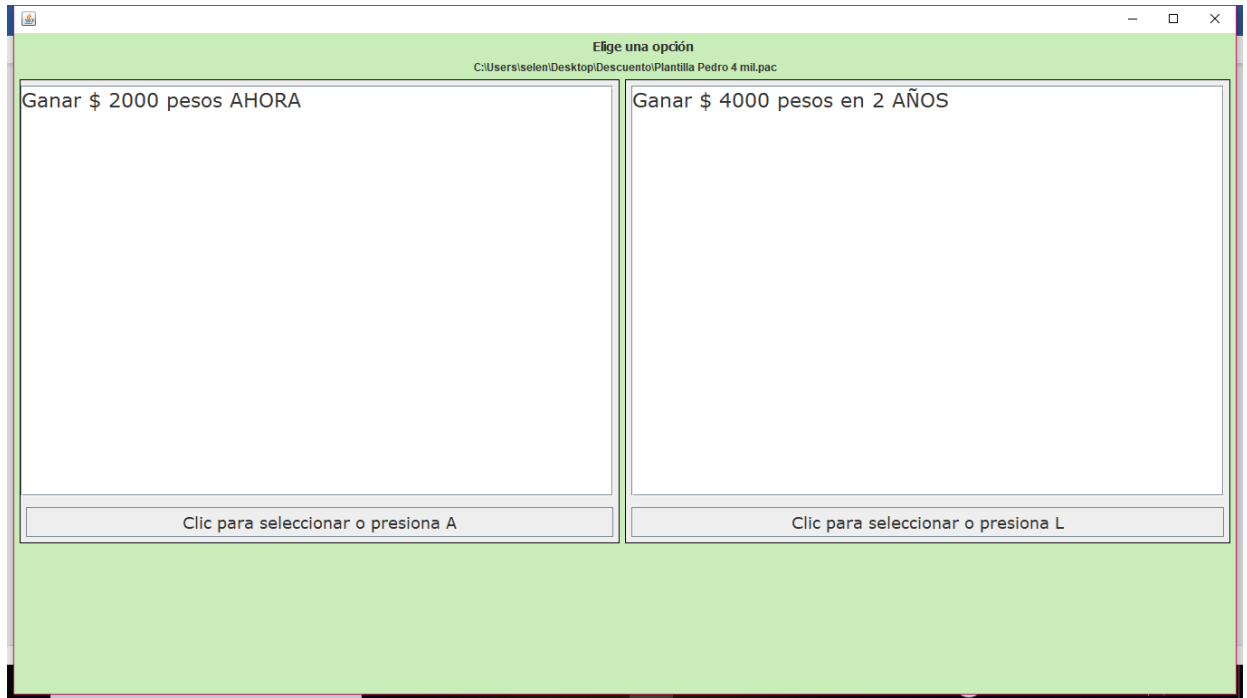 Elige una opción
C:\Users\selen\Desktop\Descuento\Plantilla Pedro 4 mil.pac
Ganar $ 2000 pesos AHORA
Ganar $ 4000 pesos en 2 AÑOS
Clic para seleccionar o presiona A
Clic para seleccionar o presiona L